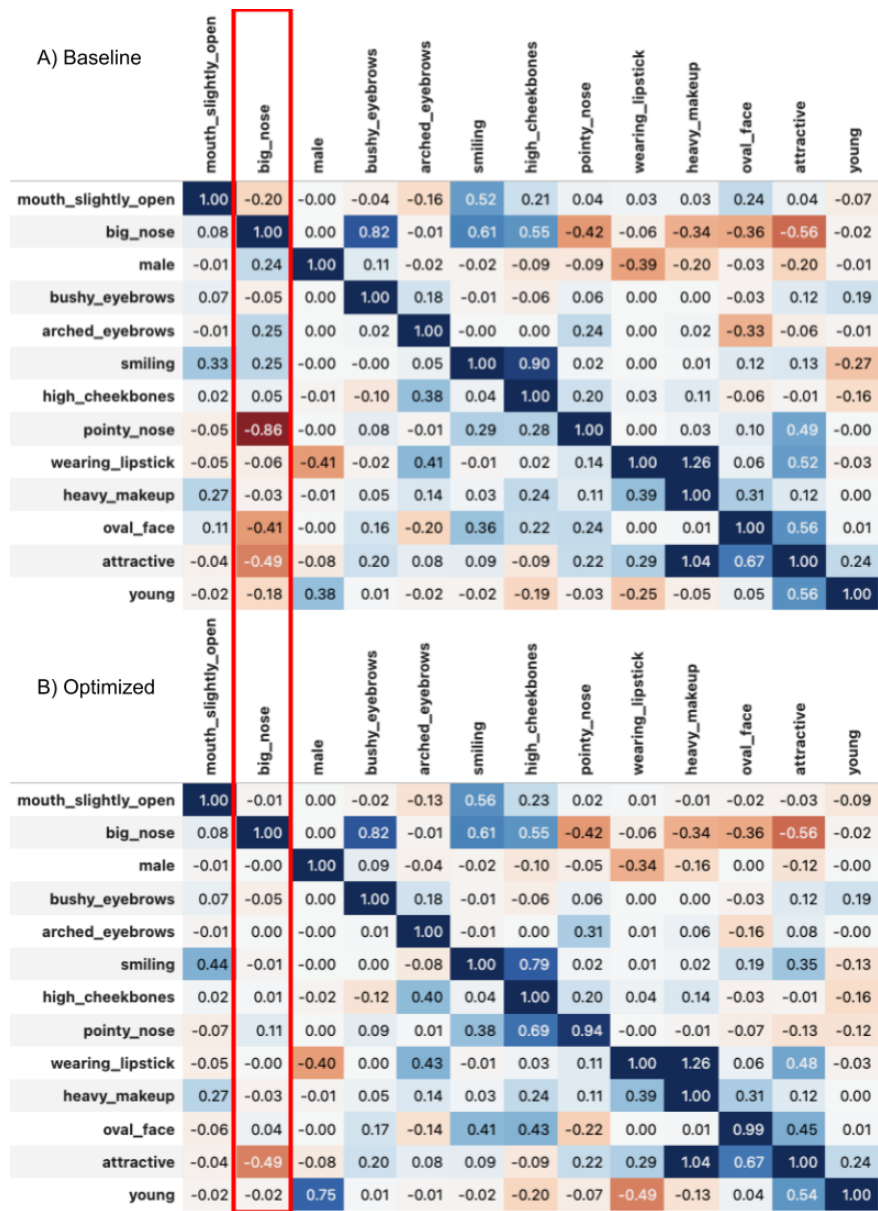 A) Baseline
mouth_slightly_open big_nose male bushy_eyebrows arched_eyebrows smiling high_cheekbones pointy_nose wearing_lipstick heavy_makeup oval_face attractive young
mouth_slightly_open 1.00 -0.20 -0.00 -0.04 -0.16 0.52 0.21 0.04 0.03 0.03 0.24 0.04 -0.07
big_nose 0.08 1.00 0.00 0.82 -0.01 0.61 0.55 -0.42 -0.06 -0.34 -0.36 -0.56 -0.02
male -0.01 0.24 1.00 0.11 -0.02 -0.02 -0.09 -0.09 -0.39 -0.20 -0.03 -0.20 -0.01
bushy_eyebrows 0.07 -0.05 0.00 1.00 0.18 -0.01 -0.06 0.06 0.00 0.00 -0.03 0.12 0.19
arched_eyebrows -0.01 0.25 0.00 0.02 1.00 -0.00 0.00 0.24 0.00 0.02 -0.33 -0.06 -0.01
smiling 0.33 0.25 -0.00 -0.00 0.05 1.00 0.90 0.02 0.00 0.01 0.12 0.13 -0.27
high_cheekbones 0.02 0.05 -0.01 -0.10 0.38 0.04 1.00 0.20 0.03 0.11 -0.06 -0.01 -0.16
pointy_nose -0.05 -0.86 -0.00 0.08 -0.01 0.29 0.28 1.00 0.00 0.03 0.10 0.49 -0.00
wearing_lipstick -0.05 -0.06 -0.41 -0.02 0.41 -0.01 0.02 0.14 1.00 1.26 0.06 0.52 -0.03
heavy_makeup 0.27 -0.03 -0.01 0.05 0.14 0.03 0.24 0.11 0.39 1.00 0.31 0.12 0.00
oval_face 0.11 -0.41 -0.00 0.16 -0.20 0.36 0.22 0.24 0.00 0.01 1.00 0.56 0.01
attractive -0.04 -0.49 -0.08 0.20 0.08 0.09 -0.09 0.22 0.29 1.04 0.67 1.00 0.24
young -0.02 -0.18 0.38 0.01 -0.02 -0.02 -0.19 -0.03 -0.25 -0.05 0.05 0.56 1.00
B) Optimized
mouth_slightly_open big_nose male bushy_eyebrows arched_eyebrows smiling high_cheekbones pointy_nose wearing_lipstick heavy_makeup oval_face attractive young
mouth_slightly_open 1.00 -0.01 0.00 -0.02 -0.13 0.56 0.23 0.02 0.01 -0.01 -0.02 -0.03 -0.09
big_nose 0.08 1.00 0.00 0.82 -0.01 0.61 0.55 -0.42 -0.06 -0.34 -0.36 -0.56 -0.02
male -0.01 -0.00 1.00 0.09 -0.04 -0.02 -0.10 -0.05 -0.34 -0.16 0.00 -0.12 -0.00
bushy_eyebrows 0.07 -0.05 0.00 1.00 0.18 -0.01 -0.06 0.06 0.00 0.00 -0.03 0.12 0.19
arched_eyebrows -0.01 0.00 -0.00 0.01 1.00 -0.01 0.00 0.31 0.01 0.06 -0.16 0.08 -0.00
smiling 0.44 -0.01 -0.00 0.00 -0.08 1.00 0.79 0.02 0.01 0.02 0.19 0.35 -0.13
high_cheekbones 0.02 0.01 -0.02 -0.12 0.40 0.04 1.00 0.20 0.04 0.14 -0.03 -0.01 -0.16
pointy_nose -0.07 0.11 0.00 0.09 0.01 0.38 0.69 0.94 -0.00 -0.01 -0.07 -0.13 -0.12
wearing_lipstick -0.05 -0.00 -0.40 0.00 0.43 -0.01 0.03 0.11 1.00 1.26 0.06 0.48 -0.03
heavy_makeup 0.27 -0.03 -0.01 0.05 0.14 0.03 0.24 0.11 0.39 1.00 0.31 0.12 0.00
oval_face -0.06 0.04 -0.00 0.17 -0.14 0.41 0.43 -0.22 0.00 0.01 0.99 0.45 0.01
attractive -0.04 -0.49 -0.08 0.20 0.08 0.09 -0.09 0.22 0.29 1.04 0.67 1.00 0.24
young -0.02 -0.02 0.75 0.01 -0.01 -0.02 -0.20 -0.07 -0.49 -0.13 0.04 0.54 1.00